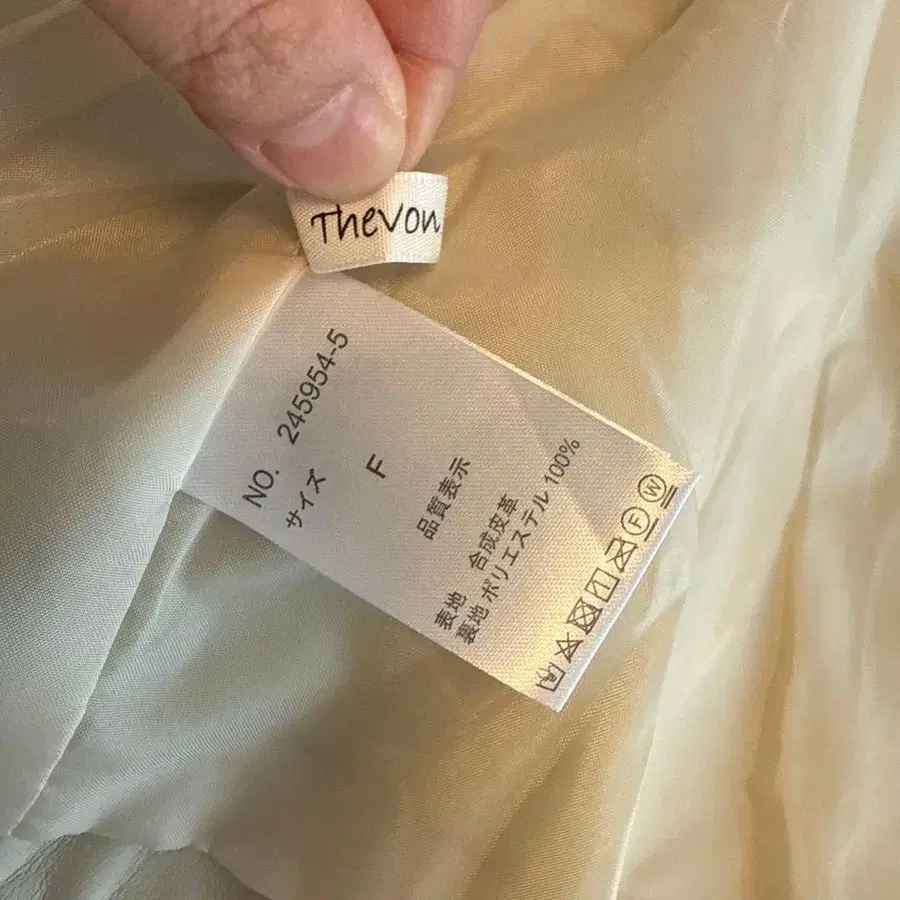 TheVon
NO. 245954-5
サイズ
F
品質表示
表地 合成皮革
裏地 ポリエステル 100%
F W